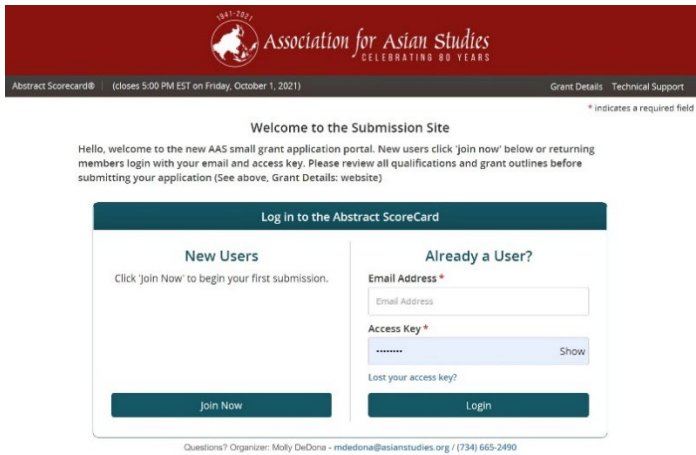 1941-2021
Association for Asian Studies
CELEBRATING 80 YEARS
Abstract Scorecard® (closes 5:00 PM EST on Friday, October 1, 2021) Grant Details Technical Support
* indicates a required field
Welcome to the Submission Site
Hello, welcome to the new AAS small grant application portal. New users click 'join now' below or returning
members login with your email and access key. Please review all qualifications and grant outlines before
submitting your application (See above, Grant Details: website)
Log in to the Abstract ScoreCard
New Users
Click 'Join Now' to begin your first submission.
Join Now
Already a User?
Email Address *
Email Address
Access Key *
•••••••• Show
Lost your access key?
Login
Questions? Organizer: Molly DeDona - mdedona@asianstudies.org / (734) 665-2490